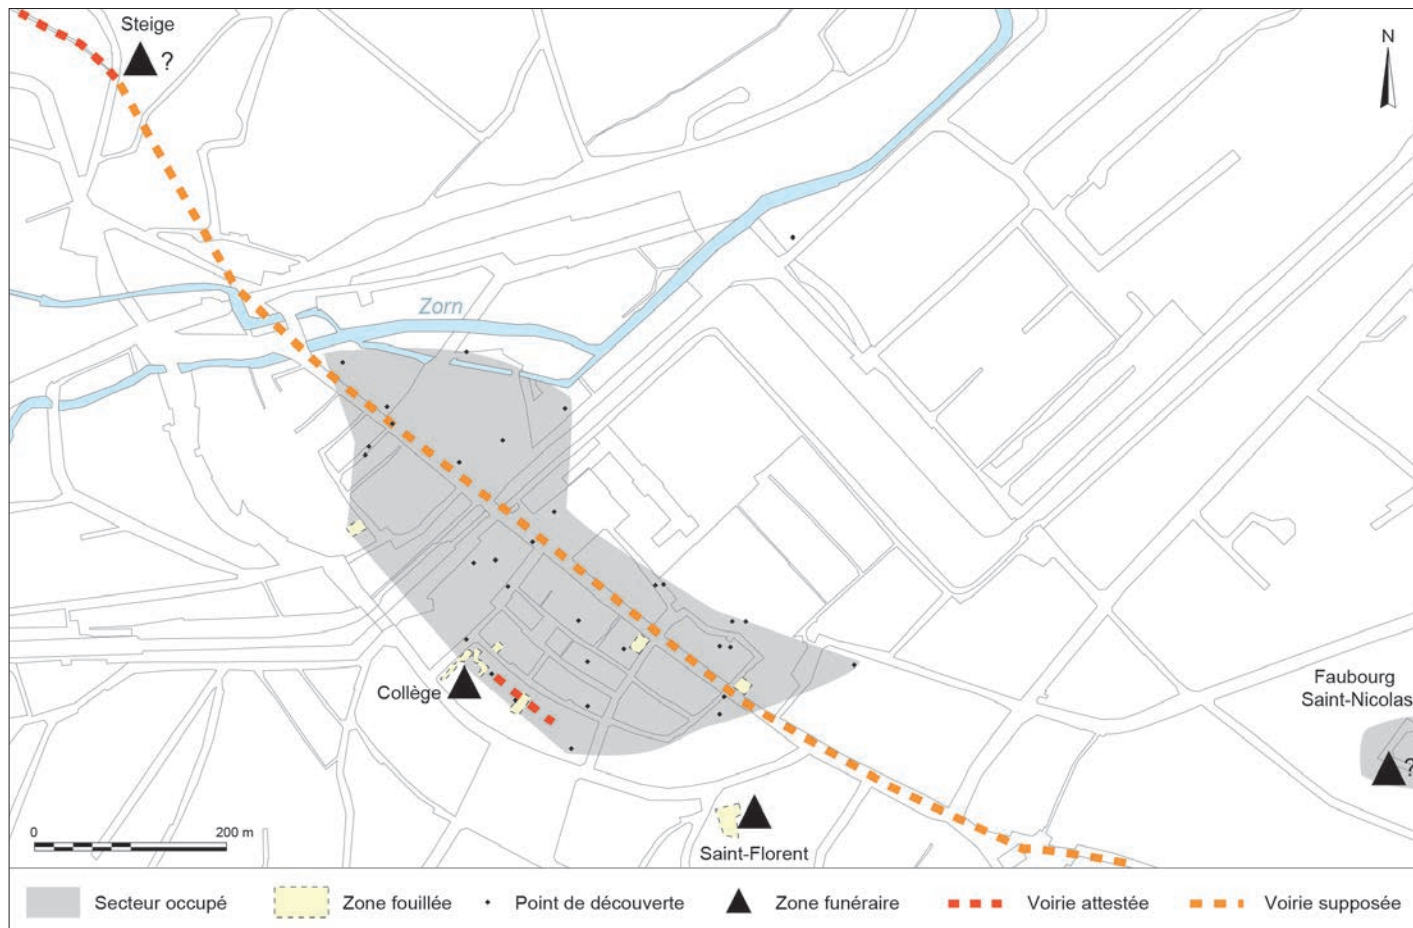 Steige
?
N
Zorn
Collège
Faubourg
Saint-Nicolas
?
0
200 m
Saint-Florent
Secteur occupé
Zone fouillée
Point de découverte
Zone funéraire
Voirie attestée
Voirie supposée